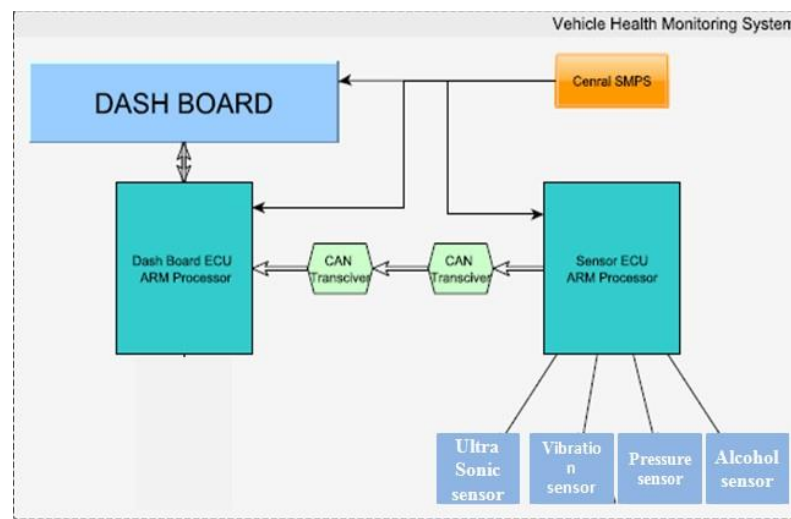 Vehicle Health Monitoring System
DASH BOARD
Cenral SMPS
Dash Board ECU
ARM Processor
CAN
Transciver
CAN
Transciver
Sensor ECU
ARM Processor
Ultra
Sonic
sensor
Vibratio
n
sensor
Pressure
sensor
Alcohol
sensor